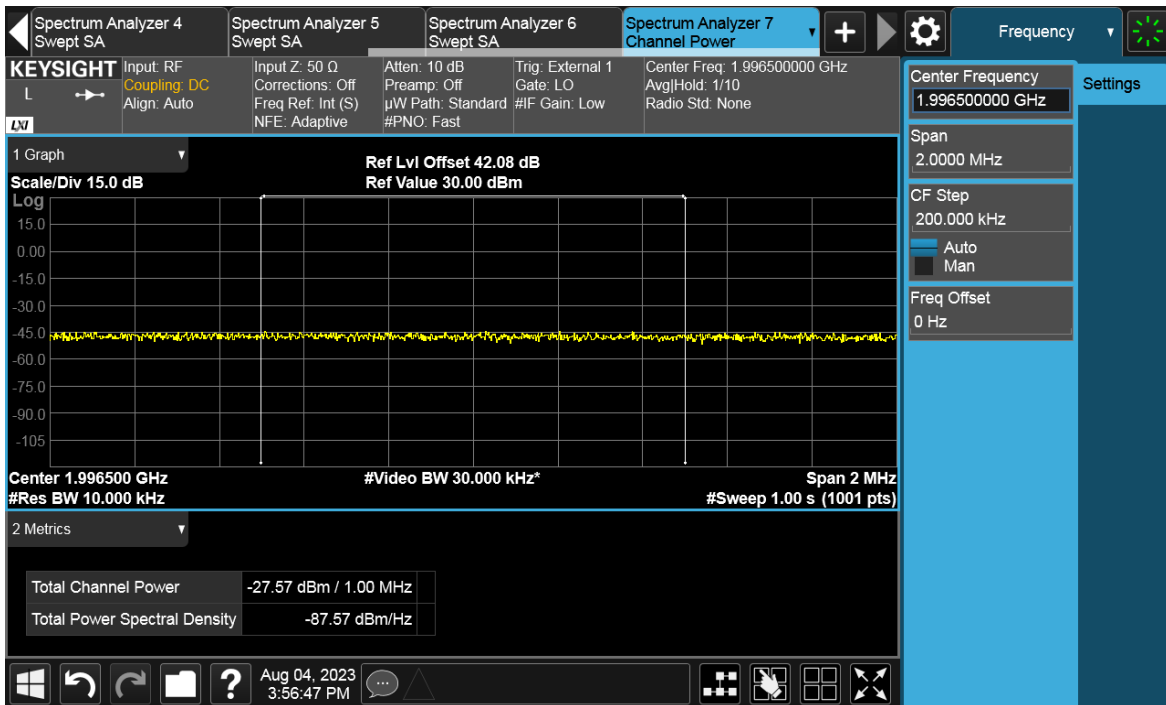 Spectrum Analyzer 4
Swept SA
Spectrum Analyzer 5
Swept SA
Spectrum Analyzer 6
Swept SA
Spectrum Analyzer 7
Channel Power
+
Frequency
KEYSIGHT
L
LXI
Input: RF
Coupling: DC
Align: Auto
Input Z: 50 Ω
Corrections: Off
Freq Ref: Int (S)
NFE: Adaptive
Atten: 10 dB
Preamp: Off
µW Path: Standard
#PNO: Fast
Trig: External 1
Gate: LO
#IF Gain: Low
Center Freq: 1.996500000 GHz
Avg|Hold: 1/10
Radio Std: None
Center Frequency
1.996500000 GHz
Settings
Span
2.0000 MHz
CF Step
200.000 kHz
Auto
Man
Freq Offset
0 Hz
1 Graph
Scale/Div 15.0 dB
Ref Lvl Offset 42.08 dB
Ref Value 30.00 dBm
Log
15.0
0.00
-15.0
-30.0
-45.0
-60.0
-75.0
-90.0
-105
Center 1.996500 GHz
#Video BW 30.000 kHz*
Span 2 MHz
#Res BW 10.000 kHz
#Sweep 1.00 s (1001 pts)
2 Metrics
Total Channel Power -27.57 dBm / 1.00 MHz
Total Power Spectral Density -87.57 dBm/Hz
?
Aug 04, 2023
3:56:47 PM